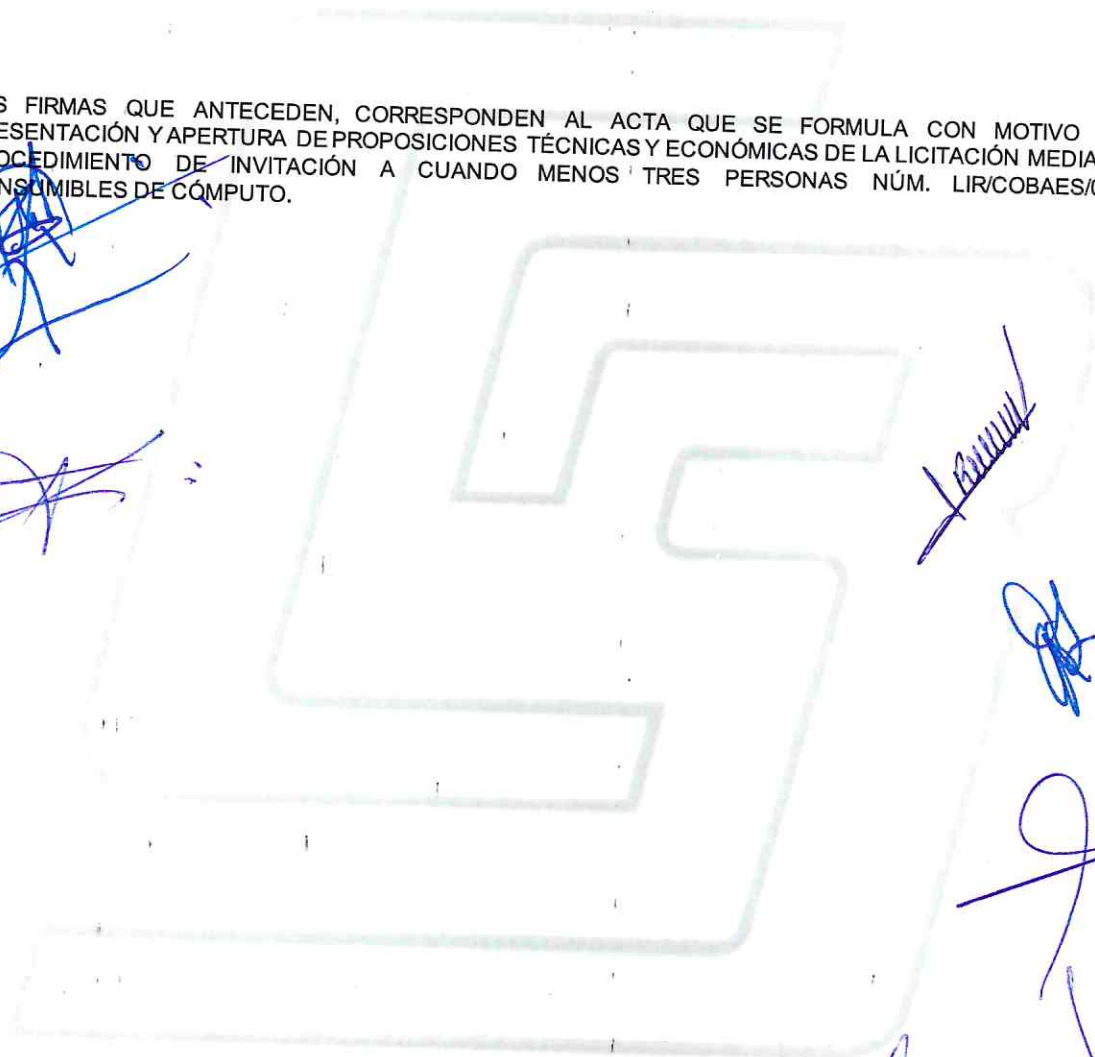 S FIRMAS QUE ANTECEDEN, CORRESPONDEN AL ACTA QUE SE FORMULA CON MOTIVO
ESENTACIÓN Y APERTURA DE PROPOSICIONES TÉCNICAS Y ECONÓMICAS DE LA LICITACIÓN MEDIA
OCEDIMIENTO DE INVITACIÓN A CUANDO MENOS TRES PERSONAS NÚM. LIR/COBAES/0
NSUMIBLES DE CÓMPUTO.